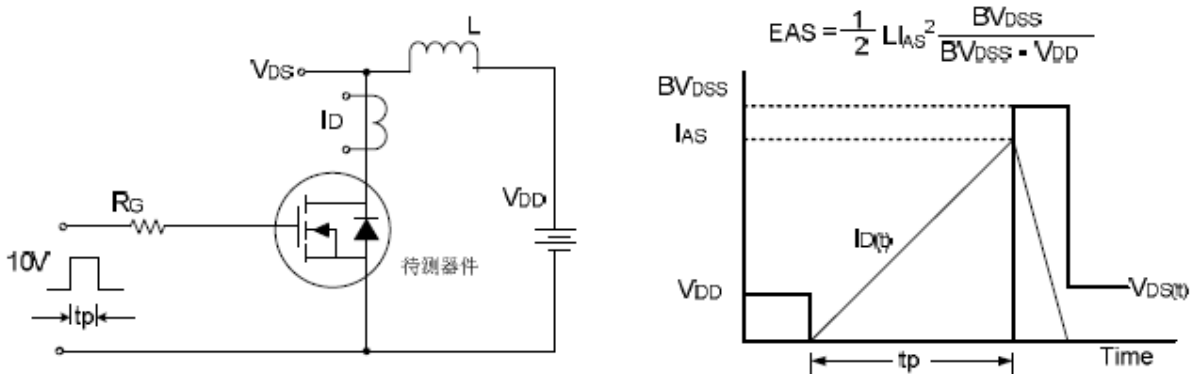 L
VDS
ID
RG
VDD
10V
tp
待测器件
EAS = 1/2 LIAS² BVDSS / BVDSS - VDD
BVDSS
IAS
ID(t)
VDD
VDS(t)
tp
Time